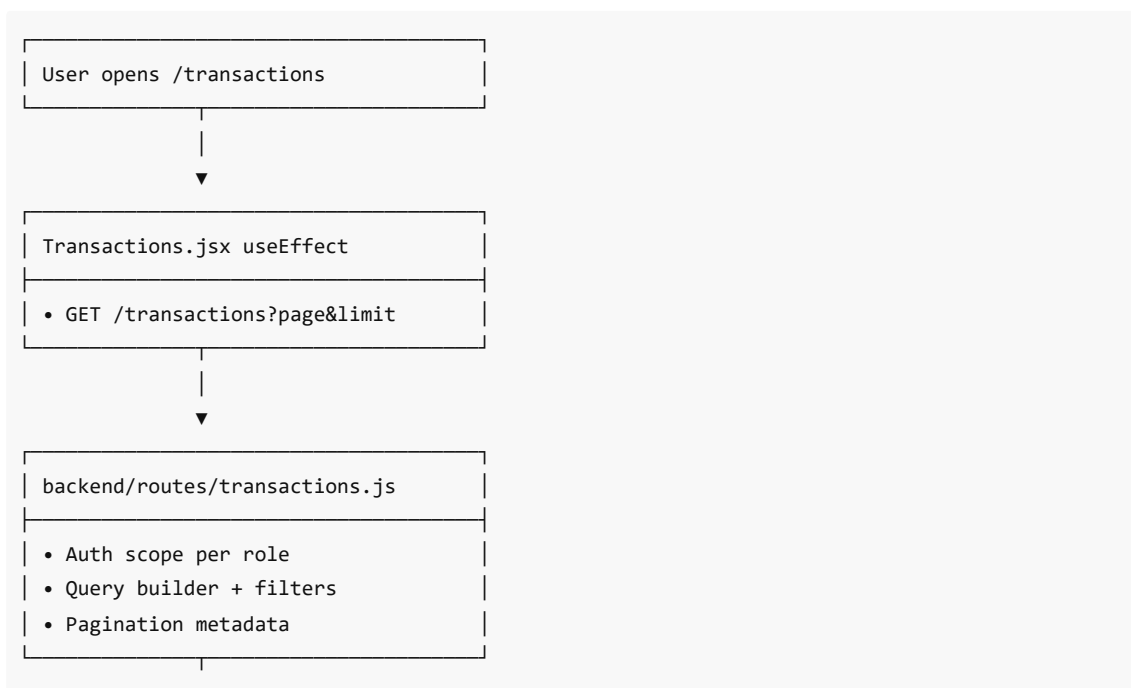 User opens /transactions
▼
Transactions.jsx useEffect
• GET /transactions?page&limit
▼
backend/routes/transactions.js
• Auth scope per role
• Query builder + filters
• Pagination metadata